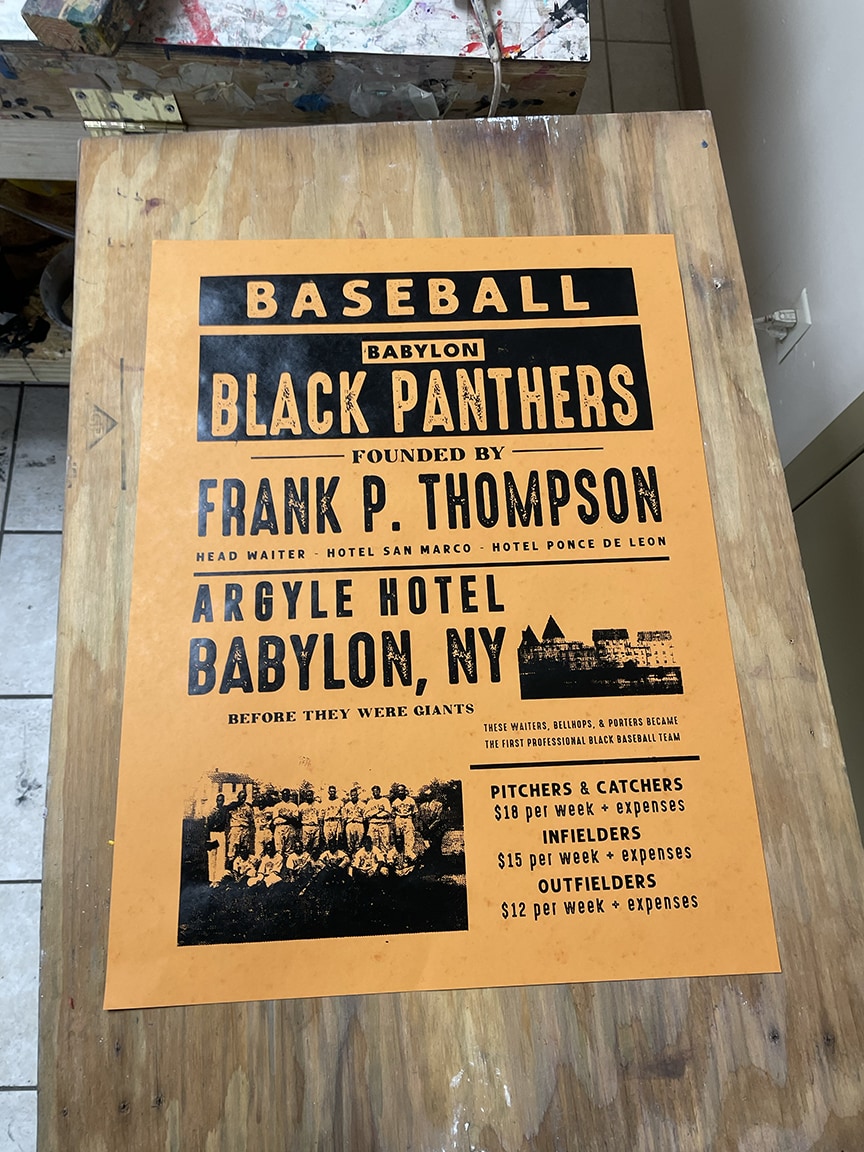 BASEBALL
BABYLON
BLACK PANTHERS
FOUNDED BY
FRANK P. THOMPSON
HEAD WAITER - HOTEL SAN MARCO - HOTEL PONCE DE LEON
ARGYLE HOTEL
BABYLON, NY
BEFORE THEY WERE GIANTS
THESE WAITERS, BELLHOPS, & PORTERS BECAME
THE FIRST PROFESSIONAL BLACK BASEBALL TEAM
PITCHERS & CATCHERS
$18 per week + expenses
INFIELDERS
$15 per week + expenses
OUTFIELDERS
$12 per week + expenses